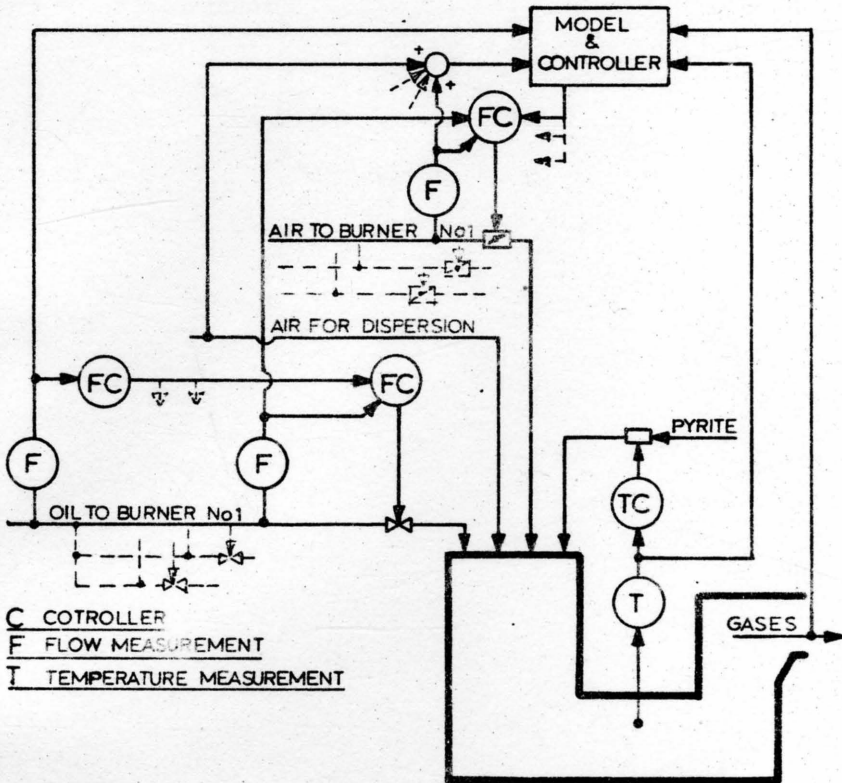 MODEL
&
CONTROLLER
+
+
FC
F
AIR TO BURNER No1
AIR FOR DISPERSION
FC
FC
PYRITE
F
F
TC
OIL TO BURNER No1
T
GASES
C COTROLLER
F FLOW MEASUREMENT
T TEMPERATURE MEASUREMENT